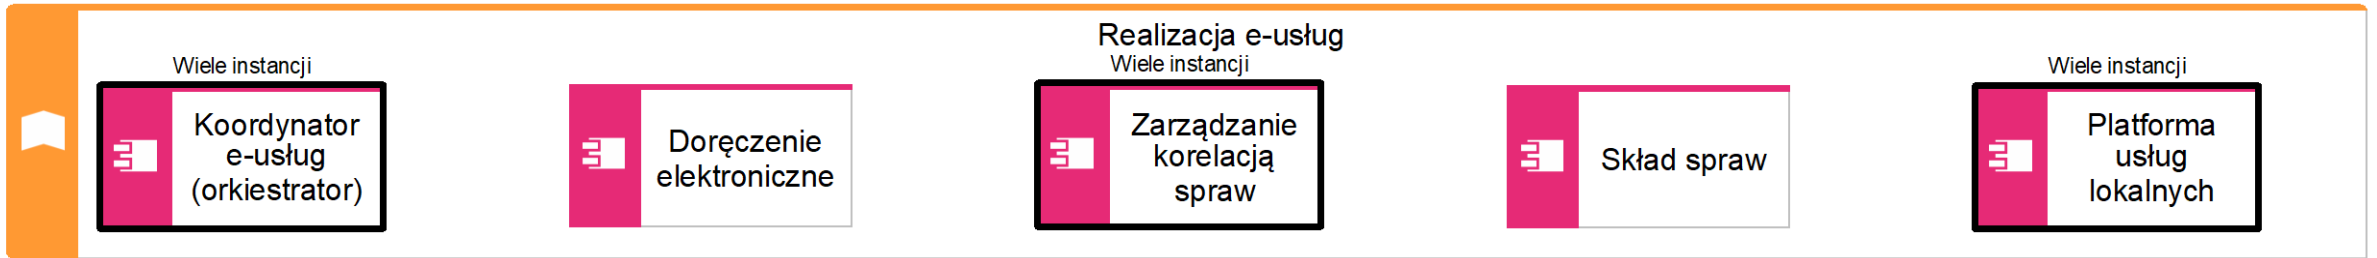 Realizacja e-usług
Wiele instancji
Koordynator
e-usług
(orkiestrator)
Doręczenie
elektroniczne
Wiele instancji
Zarządzanie
korelacją
spraw
Skład spraw
Wiele instancji
Platforma
usług
lokalnych